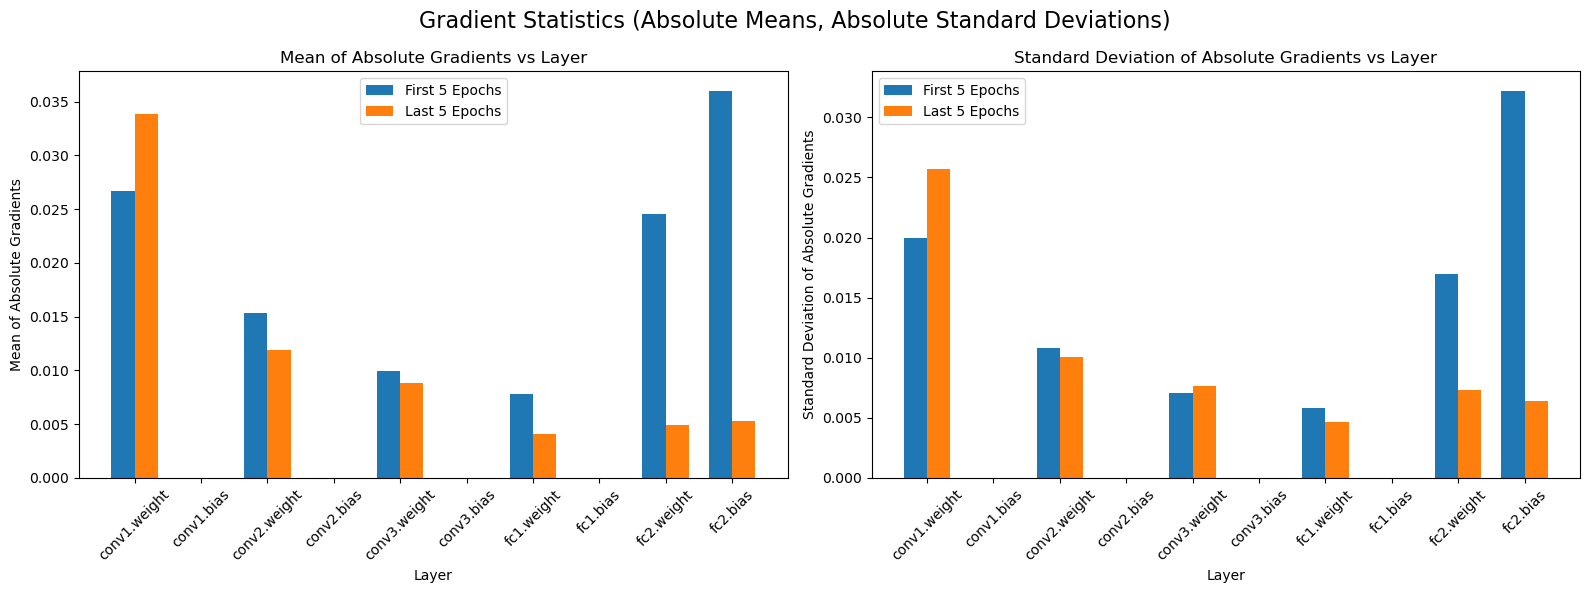 Gradient Statistics (Absolute Means, Absolute Standard Deviations)
Mean of Absolute Gradients vs Layer
First 5 Epochs
Last 5 Epochs
Mean of Absolute Gradients
0.035
0.030
0.025
0.020
0.015
0.010
0.005
0.000
conv1.weight
conv1.bias
conv2.weight
conv2.bias
conv3.weight
conv3.bias
fc1.weight
fc1.bias
fc2.weight
fc2.bias
Layer
Standard Deviation of Absolute Gradients vs Layer
First 5 Epochs
Last 5 Epochs
Standard Deviation of Absolute Gradients
0.030
0.025
0.020
0.015
0.010
0.005
0.000
conv1.weight
conv1.bias
conv2.weight
conv2.bias
conv3.weight
conv3.bias
fc1.weight
fc1.bias
fc2.weight
fc2.bias
Layer